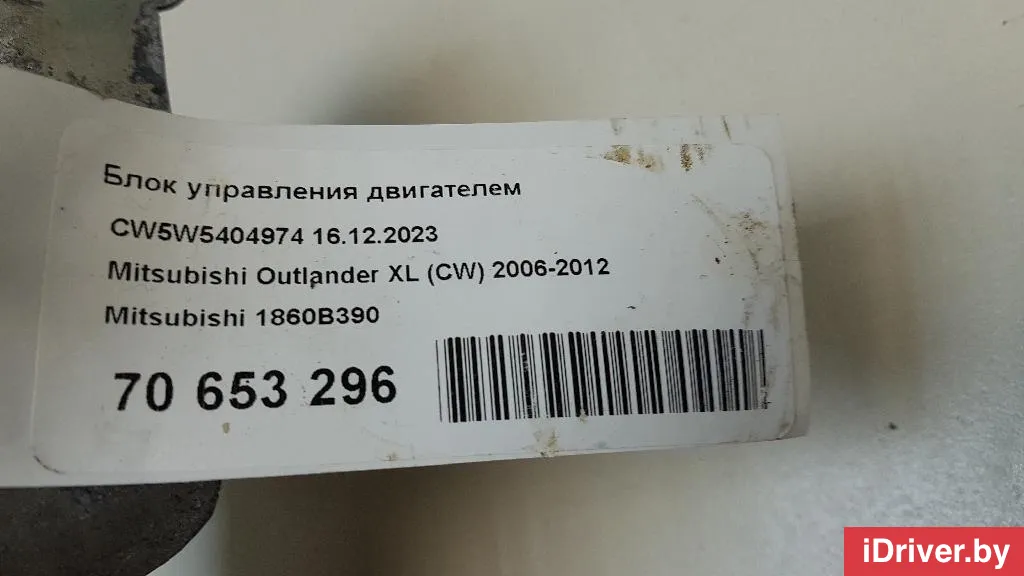 Блок управления двигателем
CW5W5404974 16.12.2023
Mitsubishi Outlander XL (CW) 2006-2012
Mitsubishi 1860B390
70 653 296
iDriver.by